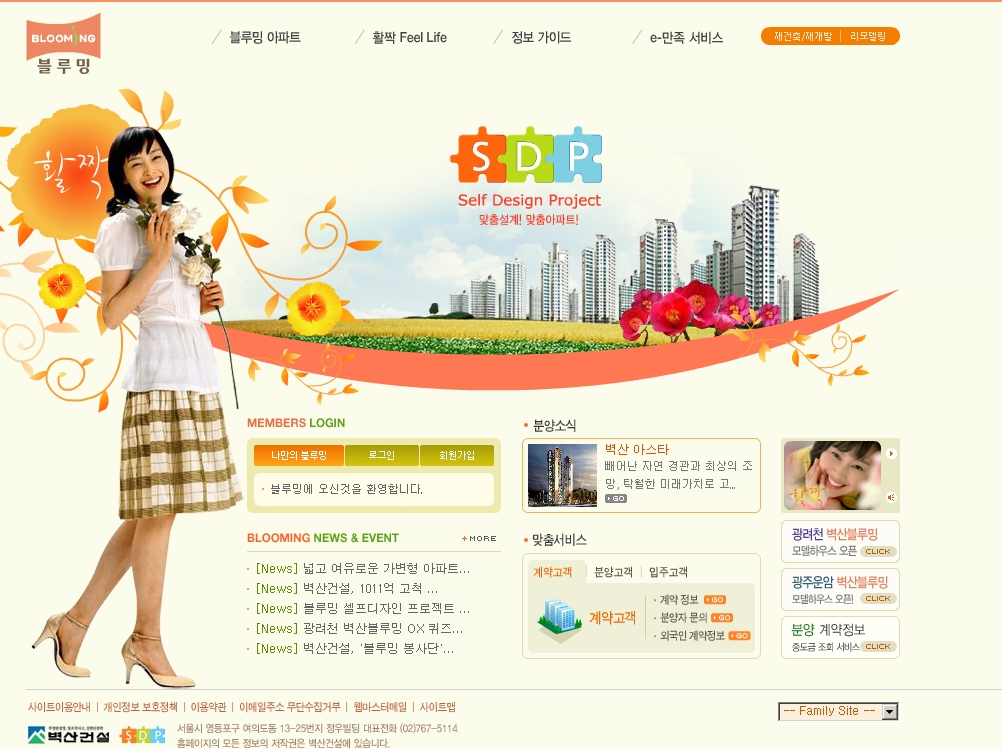 BLOOMING
블루밍
블루밍 아파트
활짝 Feel Life
정보 가이드
e-만족 서비스
재건축/재개발 | 리모델링
활짝
SDP
Self Design Project
맞춤설계! 맞춤아파트!
MEMBERS LOGIN
나만의 블루밍
로그인
회원가입
블루밍에 오신것을 환영합니다.
BLOOMING NEWS & EVENT
+MORE
[News] 넓고 여유로운 가변형 아파트...
[News] 벽산건설, 1011억 고척 ...
[News] 블루밍 셀프디자인 프로젝트 ...
[News] 광려천 벽산블루밍 OX 퀴즈...
[News] 벽산건설, '블루밍 봉사단'...
분양소식
벽산 아스타
빼어난 자연 경관과 최상의 조
망, 탁월한 미래가치로 고...
GO
맞춤서비스
계약고객
분양고객
입주고객
계약고객
계약 정보 GO
분양자 문의 GO
외국인 계약정보 GO
활짝
광려천 벽산블루밍
모델하우스 오픈 CLICK
광주운암 벽산블루밍
모델하우스 오픈! CLICK
분양 계약정보
중도금 조회 서비스 CLICK
사이트이용안내 | 개인정보 보호정책 | 이용약관 | 이메일주소 무단수집거부 | 웹마스터메일 | 사이트맵
-- Family Site --
벽산건설
SDP
서울시 영등포구 여의도동 13-25번지 정우빌딩 대표전화 (02)767-5114
홈페이지의 모든 정보의 저작권은 벽산건설에 있습니다.